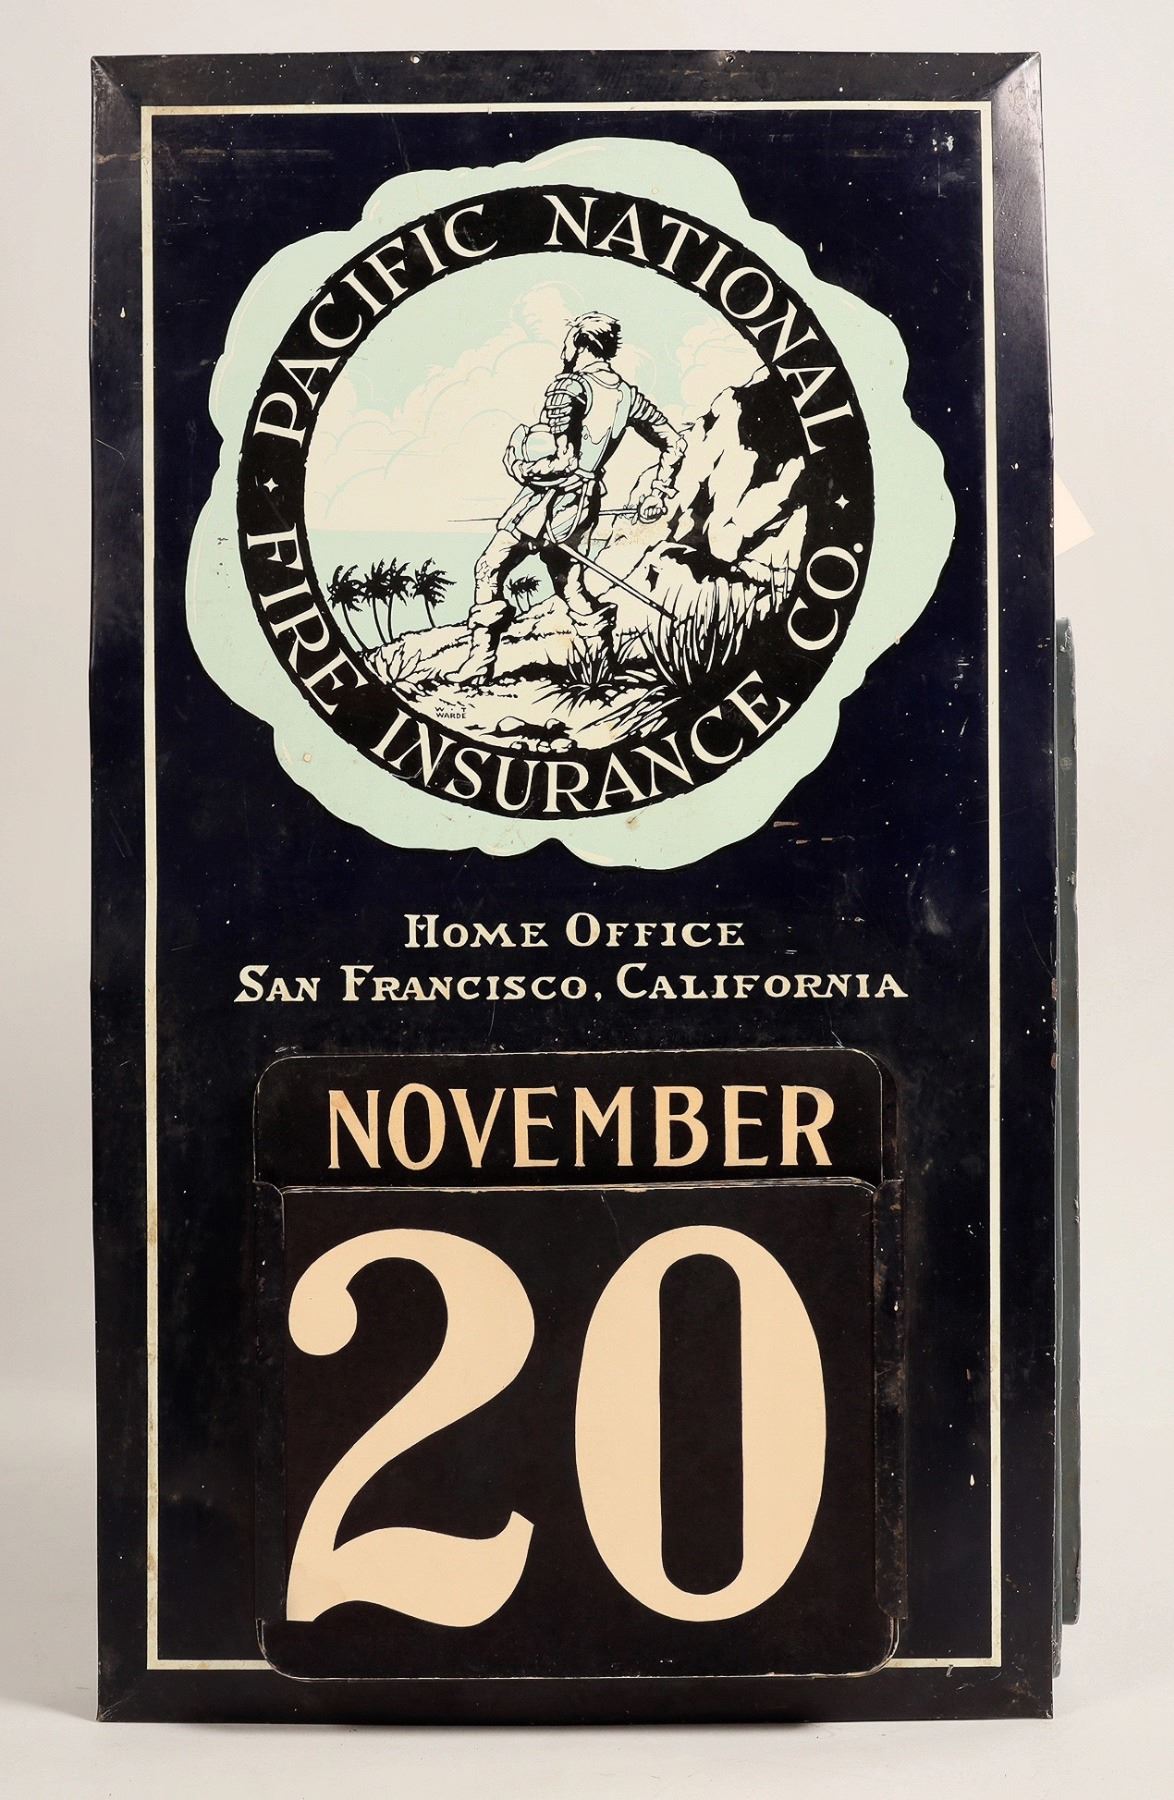 PACIFIC NATIONAL
FIRE INSURANCE CO.
W·T
WARDE
HOME OFFICE
SAN FRANCISCO, CALIFORNIA
NOVEMBER
20